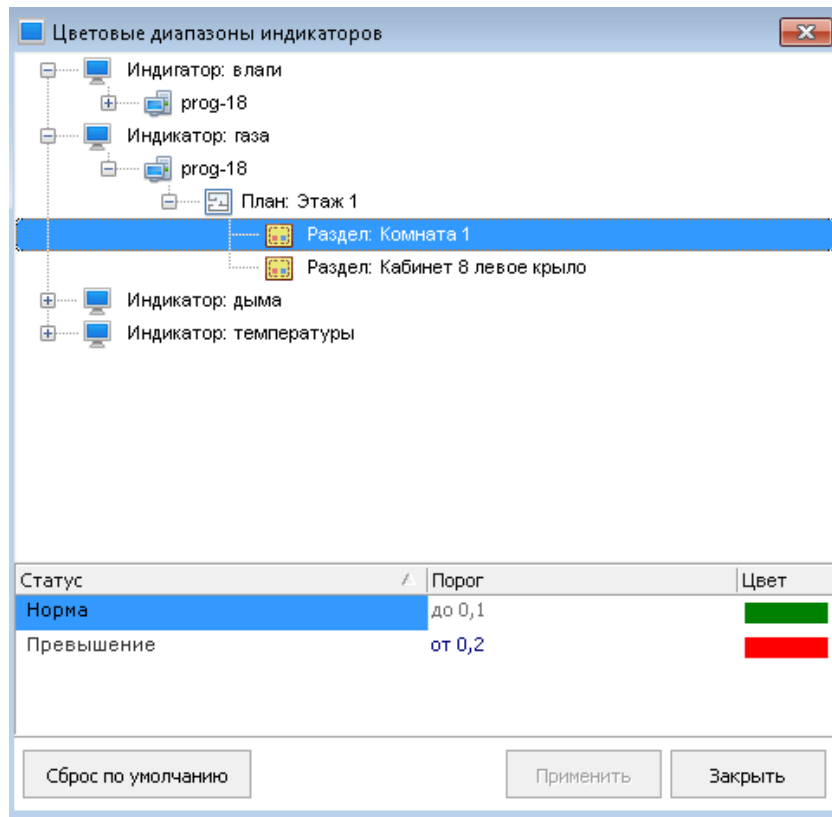 Цветовые диапазоны индикаторов
Индигатор: влаги
prog-18
Индикатор: газа
prog-18
План: Этаж 1
Раздел: Комната 1
Раздел: Кабинет 8 левое крыло
Индикатор: дыма
Индикатор: температуры
Статус Порог Цвет
Норма до 0,1
Превышение от 0,2
Сброс по умолчанию Применить Закрыть